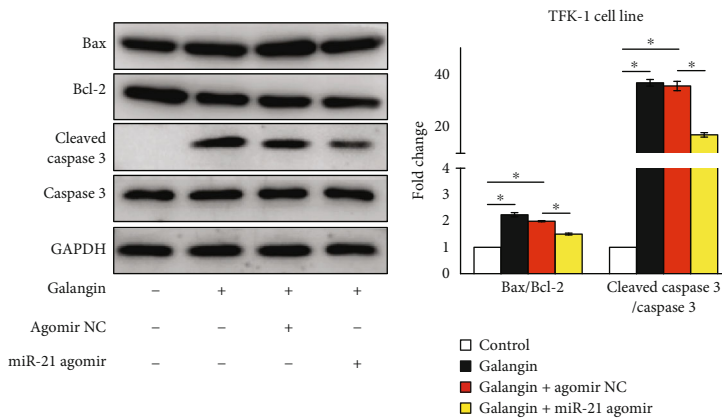 Bax
Bcl-2
Cleaved
caspase 3
Caspase 3
GAPDH
Galangin − + + +
Agomir NC − − + −
miR-21 agomir − − − +
TFK-1 cell line
Fold change
40
20
4
3
2
1
0
* * *
* * *
Bax/Bcl-2
Cleaved caspase 3
/caspase 3
Control
Galangin
Galangin + agomir NC
Galangin + miR-21 agomir